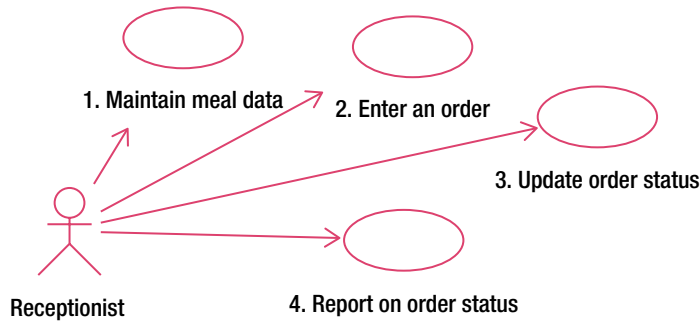 1. Maintain meal data
2. Enter an order
3. Update order status
4. Report on order status
Receptionist